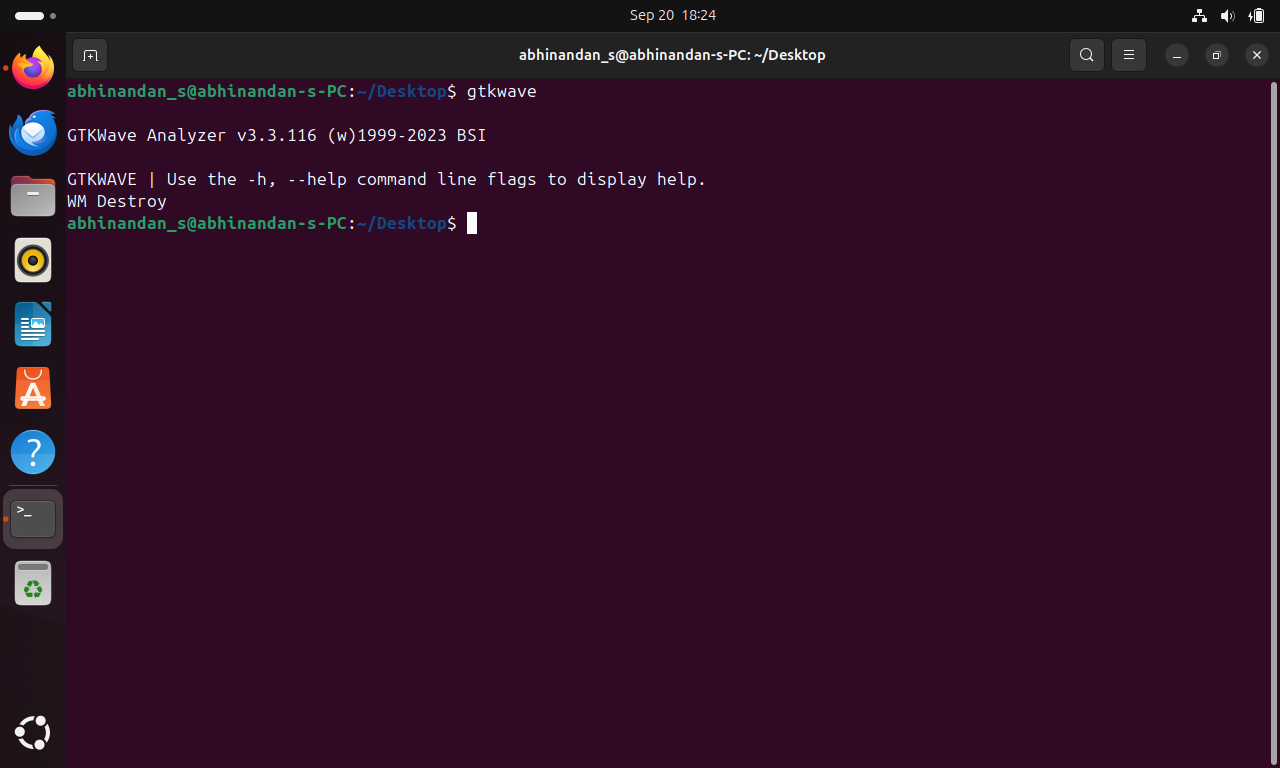 Sep 20 18:24
abhinandan_s@abhinandan-s-PC: ~/Desktop
abhinandan_s@abhinandan-s-PC:~/Desktop$ gtkwave
GTKWave Analyzer v3.3.116 (w)1999-2023 BSI
GTKWAVE | Use the -h, --help command line flags to display help.
WM Destroy
abhinandan_s@abhinandan-s-PC:~/Desktop$